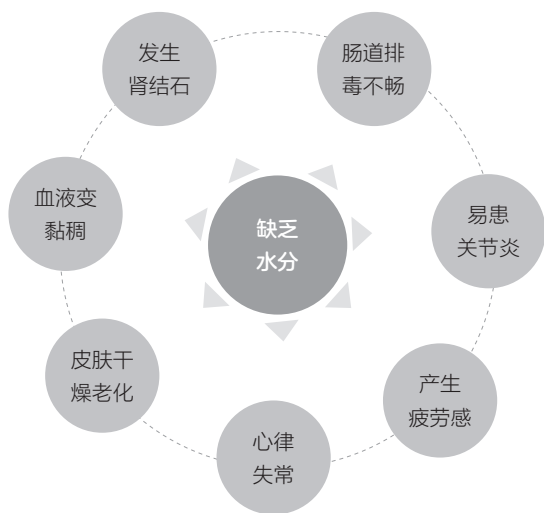 发生
肾结石
肠道排
毒不畅
血液变
黏稠
缺乏
水分
易患
关节炎
皮肤干
燥老化
产生
疲劳感
心律
失常